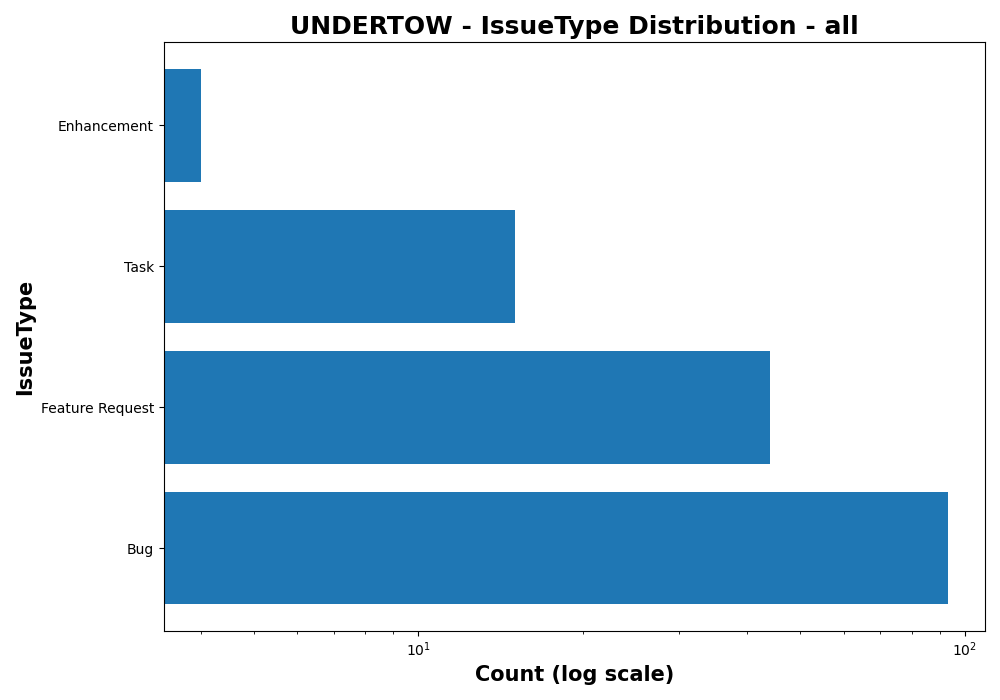 UNDERTOW - IssueType Distribution - all
IssueType
Enhancement
Task
Feature Request
Bug
10¹
10²
Count (log scale)